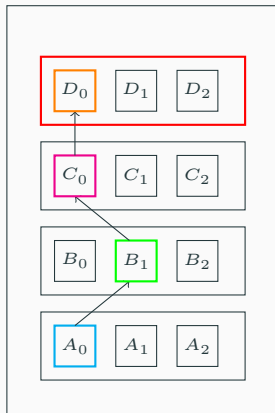 D₀ D₁ D₂
C₀ C₁ C₂
B₀ B₁ B₂
A₀ A₁ A₂